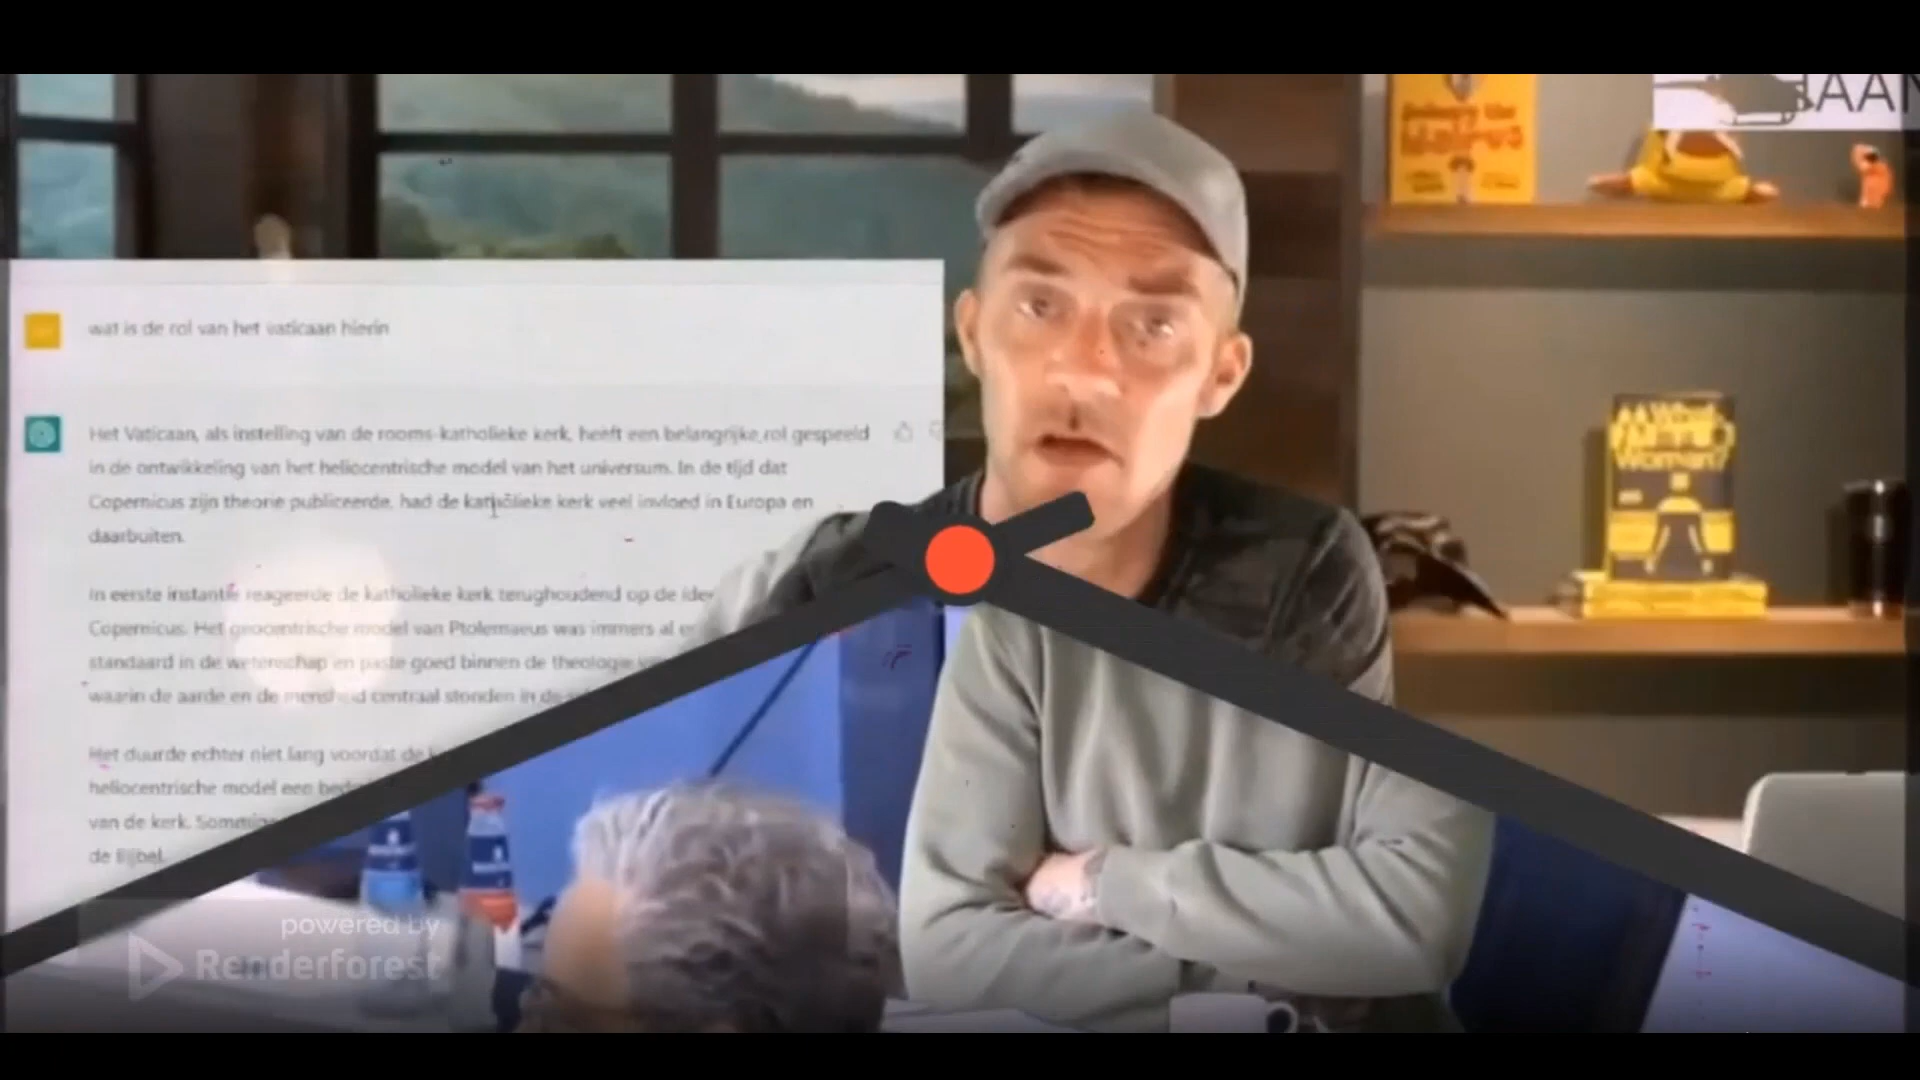 wat is de rol van het vaticaan hierin
Het Vaticaan, als instelling van de rooms-katholieke kerk, heeft een belangrijke rol gespeeld
in de ontwikkeling van het heliocentrische model van het universum. In de tijd dat
Copernicus zijn theorie publiceerde, had de katholieke kerk veel invloed in Europa en
daarbuiten.
In eerste instantie reageerde de katholieke kerk terughoudend op de
Copernicus. Het geocentrische model van Ptolemaeus was immers al
standaard in de wetenschap en paste goed binnen de theologie
waarin de aarde en de mensheid centraal stonden in de
Het duurde echter niet lang voordat de
heliocentrische model een
van de kerk.
de Bijbel.
Johnny the
Walrus
What
Woman?
powered by
Renderforest